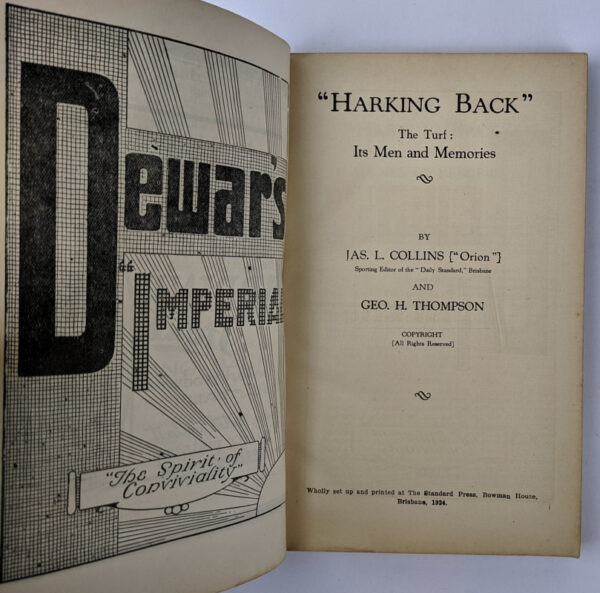 Dewar's
"IMPERIAL
"The Spirit of
Conviviality"
"HARKING BACK"
The Turf:
Its Men and Memories
BY
JAS. L. COLLINS ["Orion"]
Sporting Editor of the "Daily Standard," Brisbane
AND
GEO. H. THOMPSON
COPYRIGHT
[All Rights Reserved]
Wholly set up and printed at The Standard Press, Bowman House,
Brisbane, 1924.